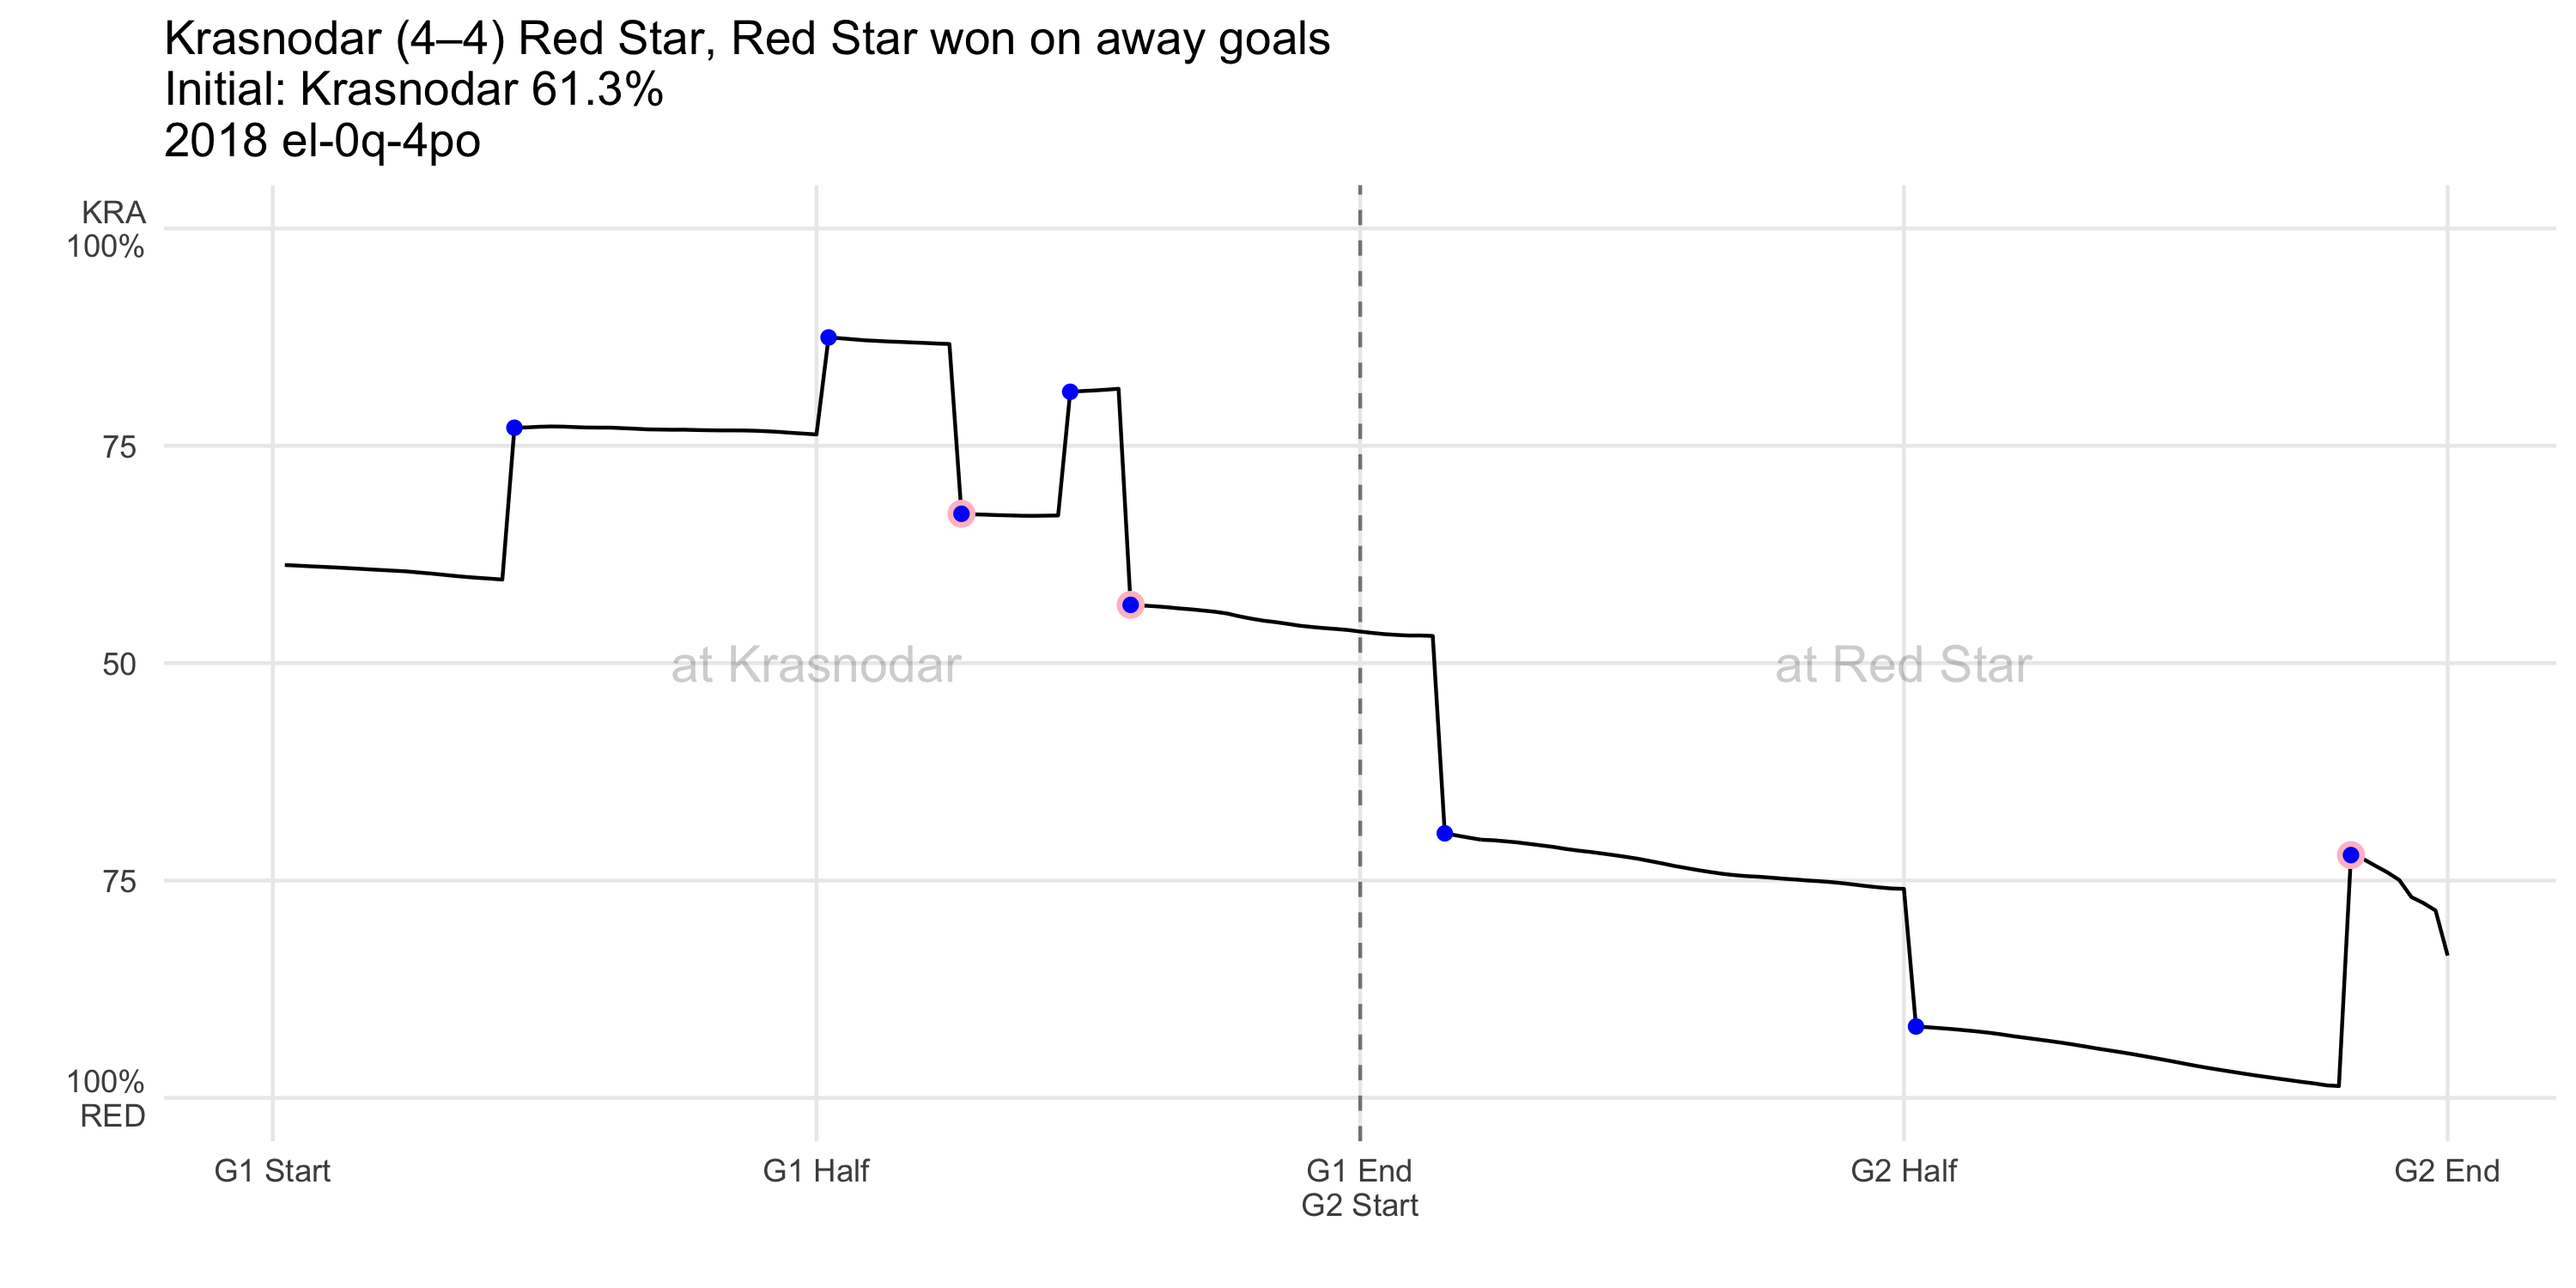 Krasnodar (4–4) Red Star, Red Star won on away goals
Initial: Krasnodar 61.3%
2018 el-0q-4po
KRA
100%
75
50
75
100%
RED
at Krasnodar
at Red Star
G1 Start
G1 Half
G1 End
G2 Start
G2 Half
G2 End